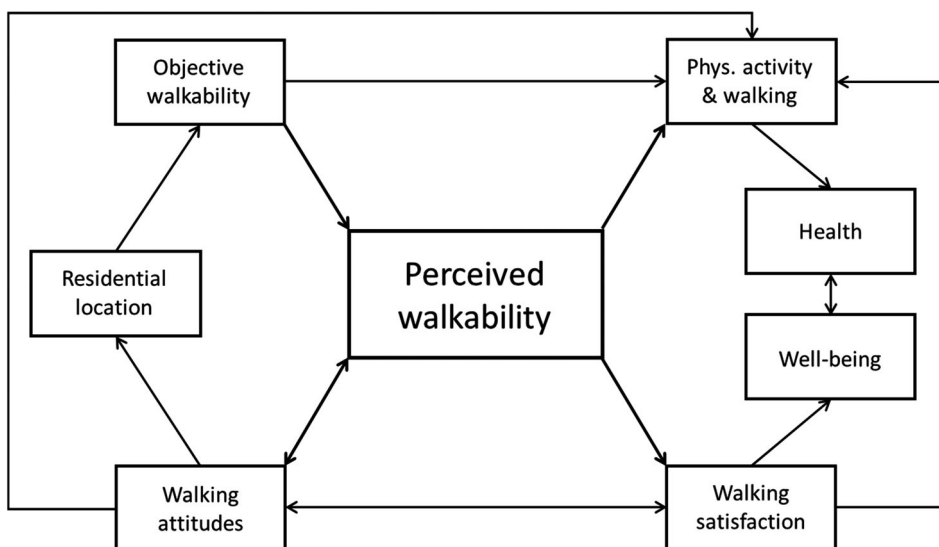 Objective
walkability
Phys. activity
& walking
Health
Residential
location
Perceived
walkability
Well-being
Walking
attitudes
Walking
satisfaction